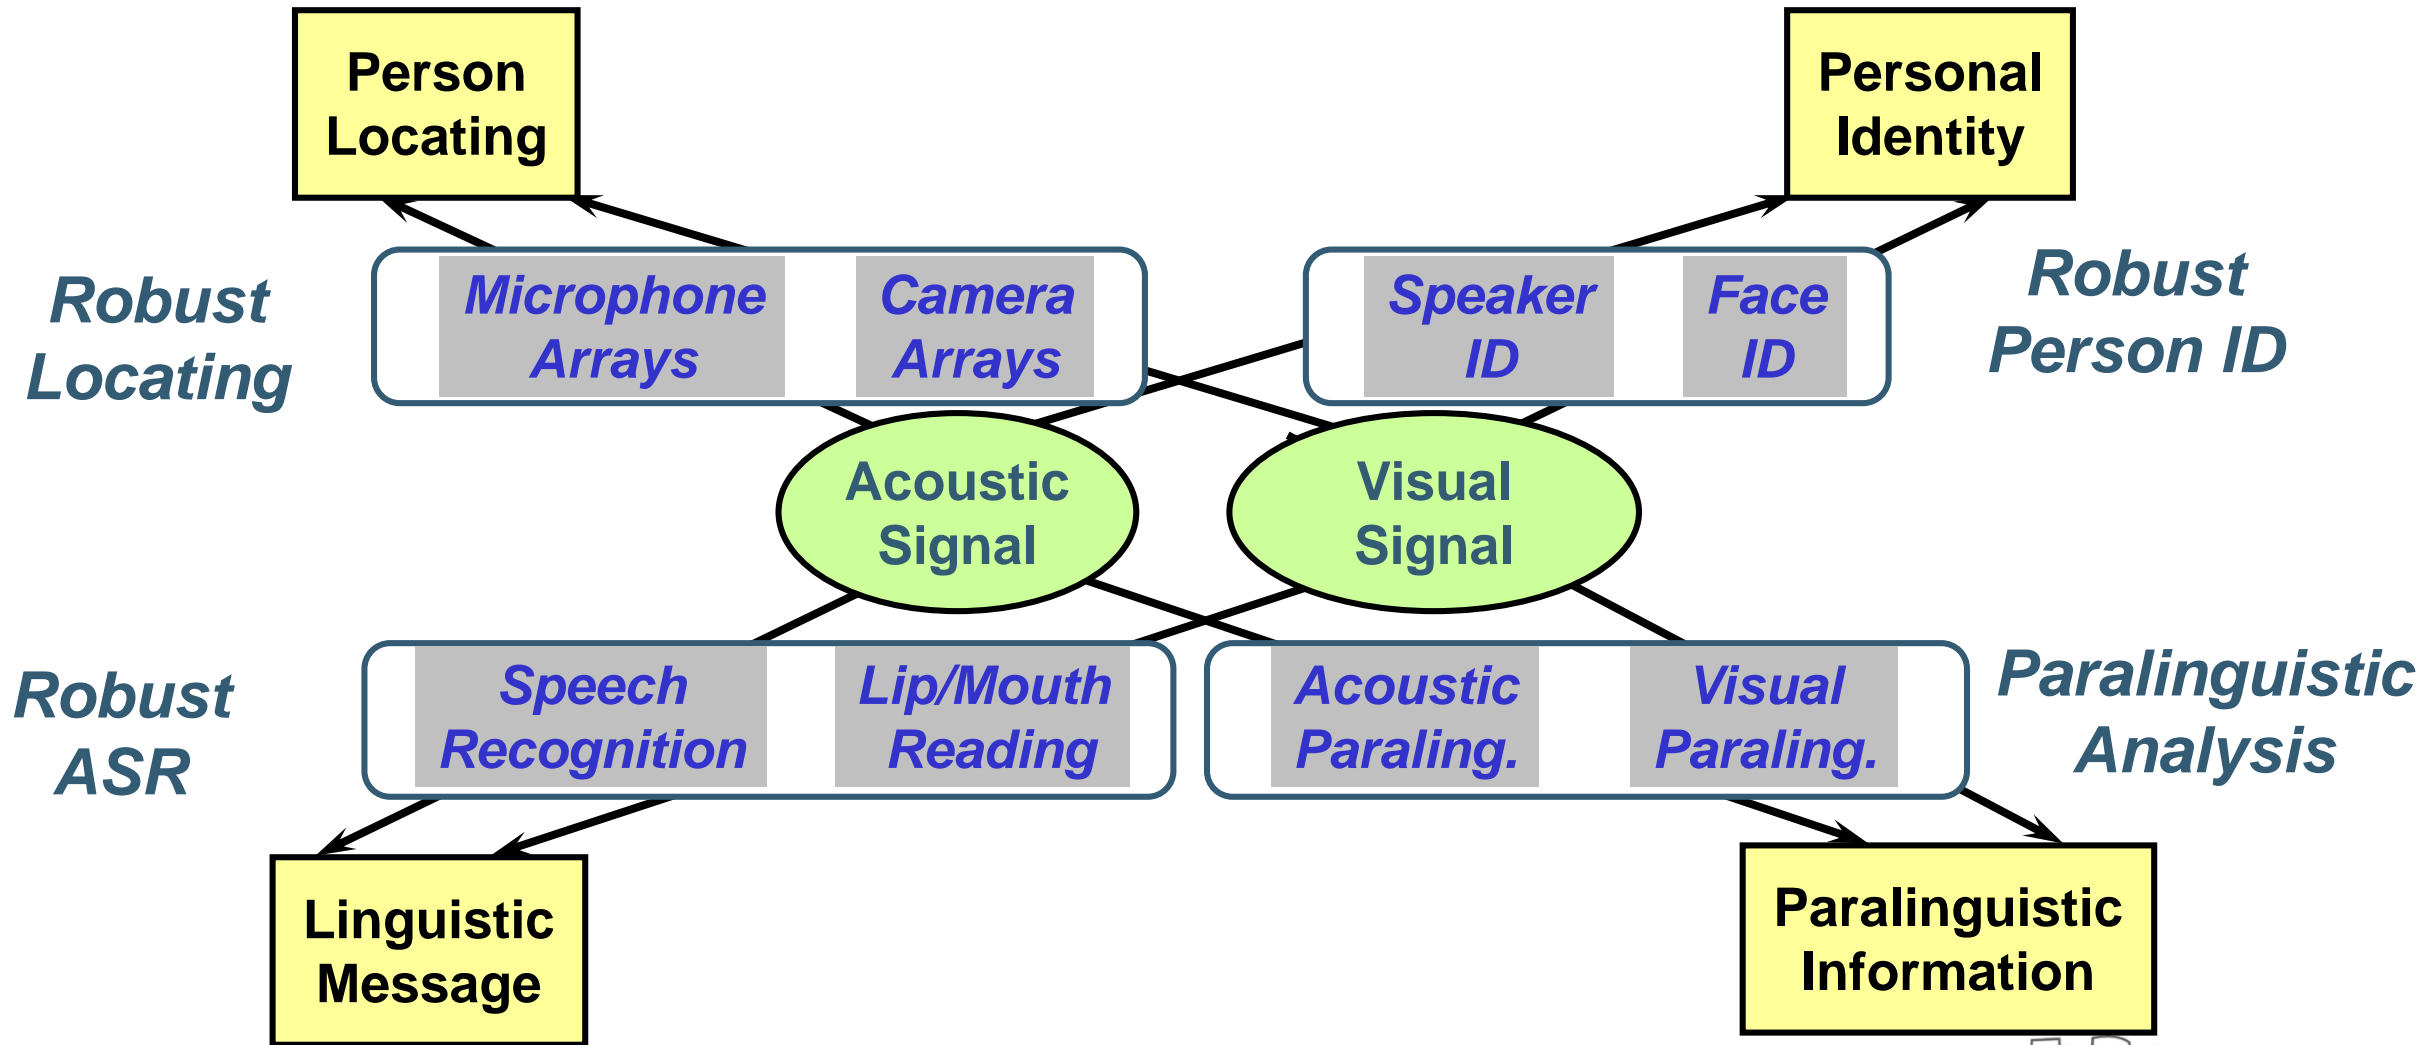 Person
Locating
Personal
Identity
Robust
Locating
Microphone
Arrays
Camera
Arrays
Speaker
ID
Face
ID
Robust
Person ID
Acoustic
Signal
Visual
Signal
Robust
ASR
Speech
Recognition
Lip/Mouth
Reading
Acoustic
Paraling.
Visual
Paraling.
Paralinguistic
Analysis
Linguistic
Message
Paralinguistic
Information